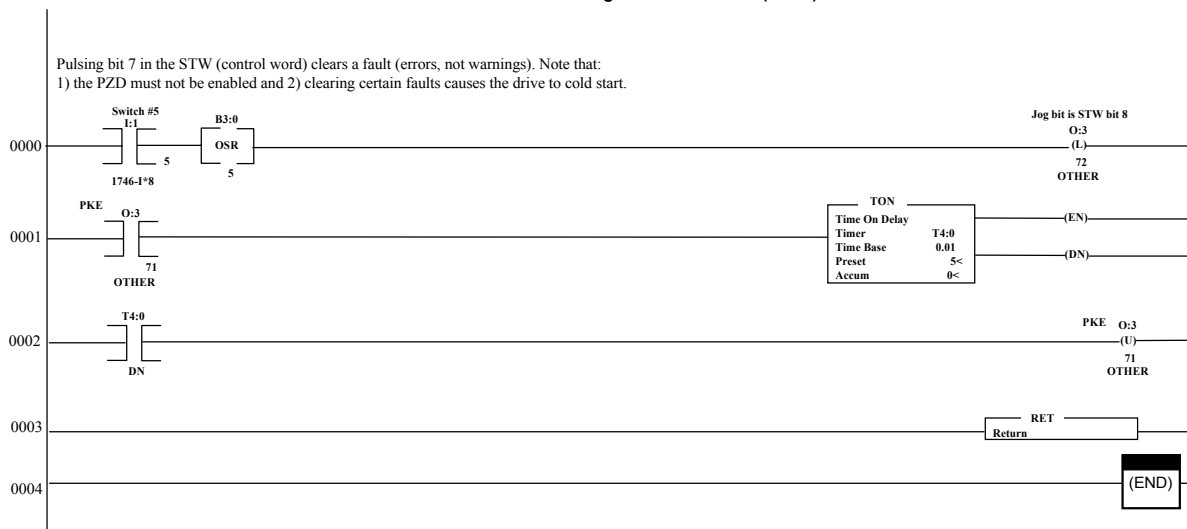 Pulsing bit 7 in the STW (control word) clears a fault (errors, not warnings). Note that:
1) the PZD must not be enabled and 2) clearing certain faults causes the drive to cold start.
Switch #5
I:1
B3:0
Jog bit is STW bit 8
O:3
0000
OSR
(L)
5
5
72
1746-I*8
OTHER
PKE
O:3
TON
0001
Time On Delay
(EN)
Timer T4:0
Time Base 0.01
(DN)
Preset 5<
Accum 0<
71
OTHER
T4:0
PKE O:3
0002
(U)
DN
71
OTHER
0003
RET
Return
0004
(END)